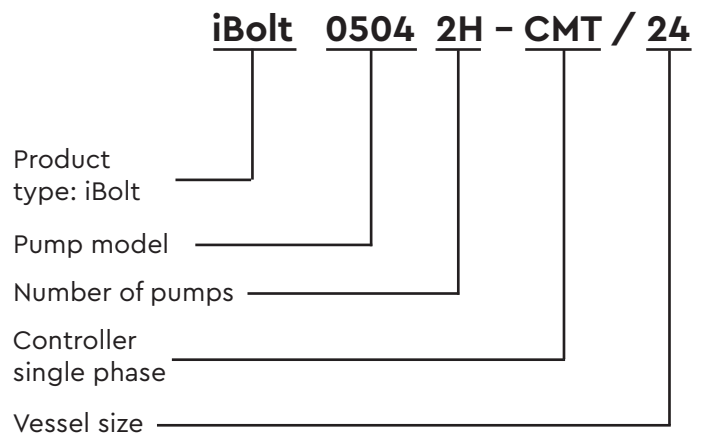 iBolt 0504 2H - CMT / 24
Product
type: iBolt
Pump model
Number of pumps
Controller
single phase
Vessel size